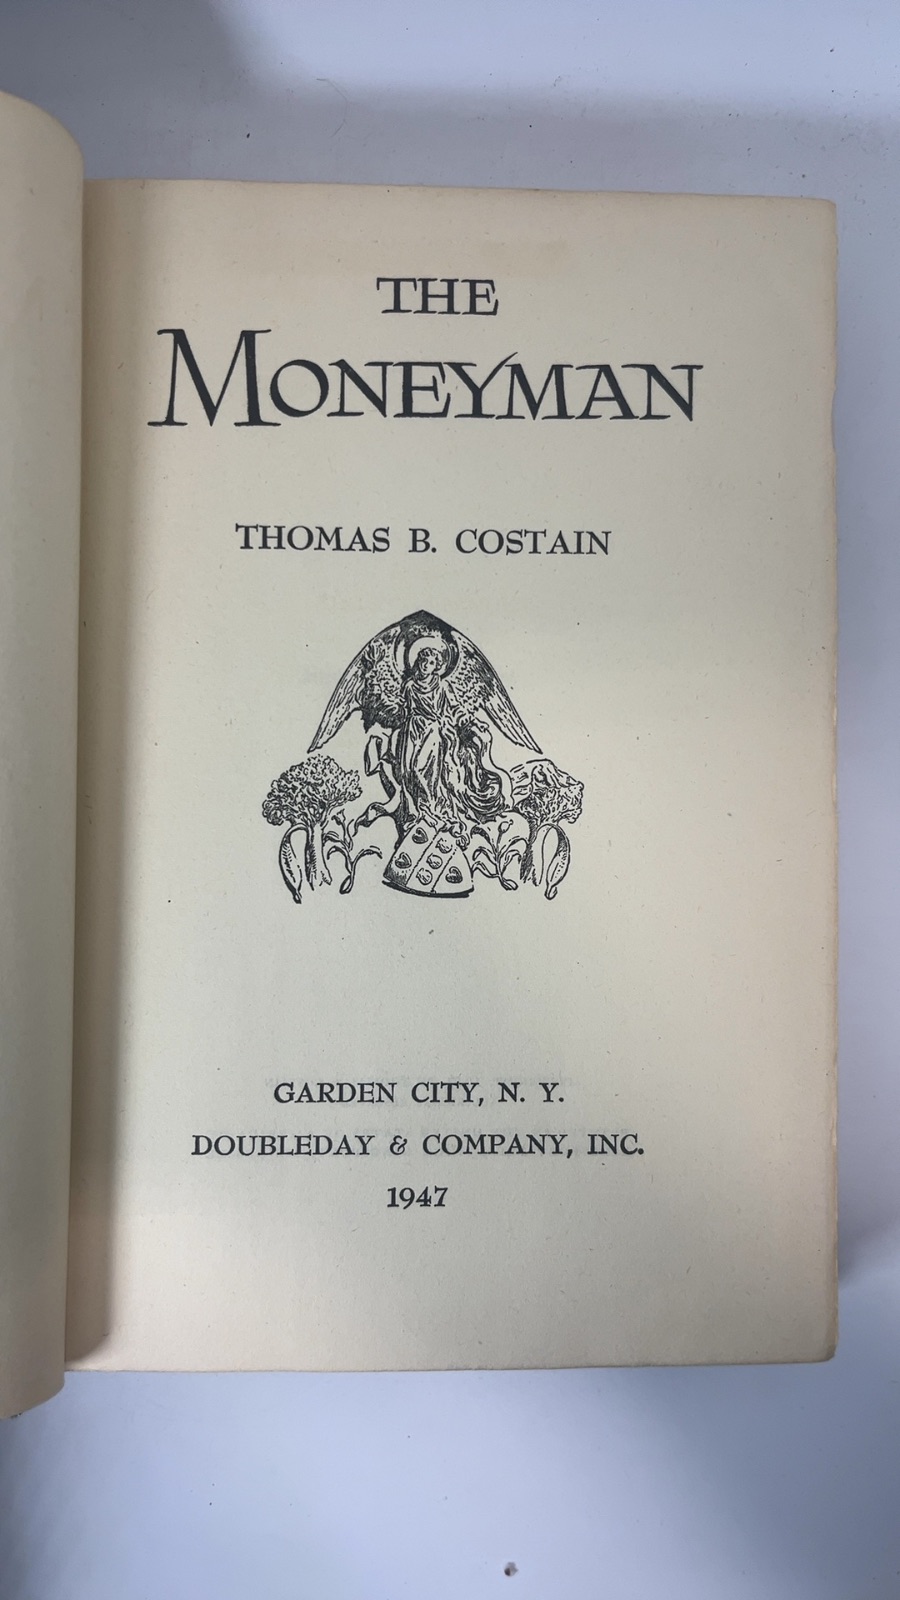 THE
MONEYMAN
THOMAS B. COSTAIN
GARDEN CITY, N. Y.
DOUBLEDAY & COMPANY, INC.
1947